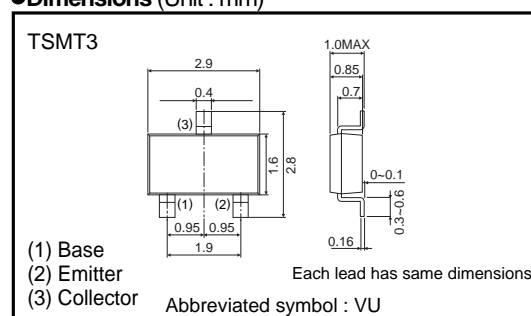 ●Dimensions (Unit : mm)
TSMT3
1.0MAX
2.9
0.85
0.4
0.7
(3)
1.6
2.8
0~0.1
(1) (2)
0.3~0.6
0.95 0.95
1.9
0.16
(1) Base
(2) Emitter
(3) Collector
Each lead has same dimensions
Abbreviated symbol : VU